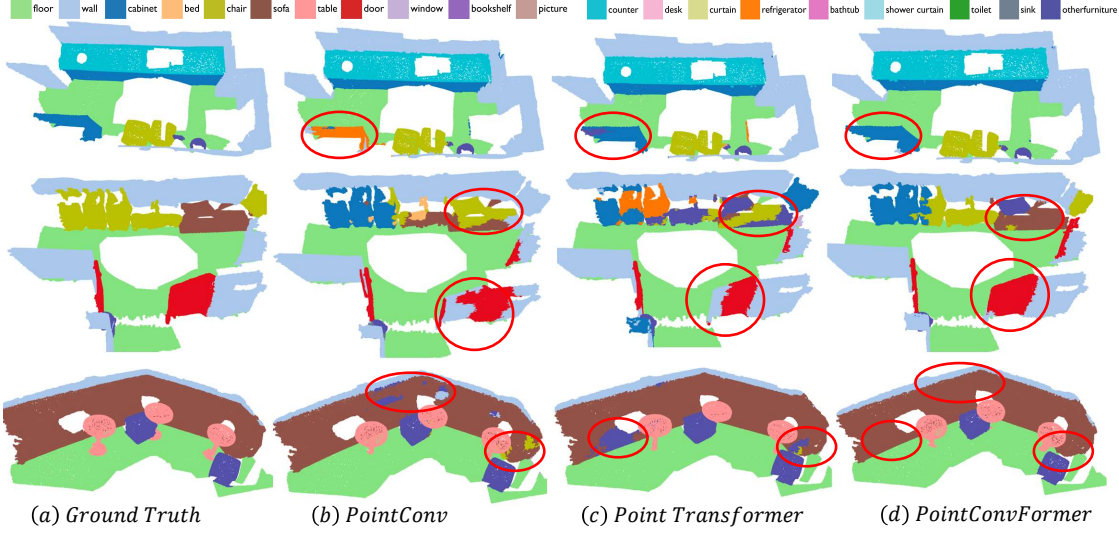 floor wall cabinet bed chair sofa table door window bookshelf picture counter desk curtain refrigerator bathtub shower curtain toilet sink otherfurniture
(a) Ground Truth (b) PointConv (c) Point Transformer (d) PointConvFormer